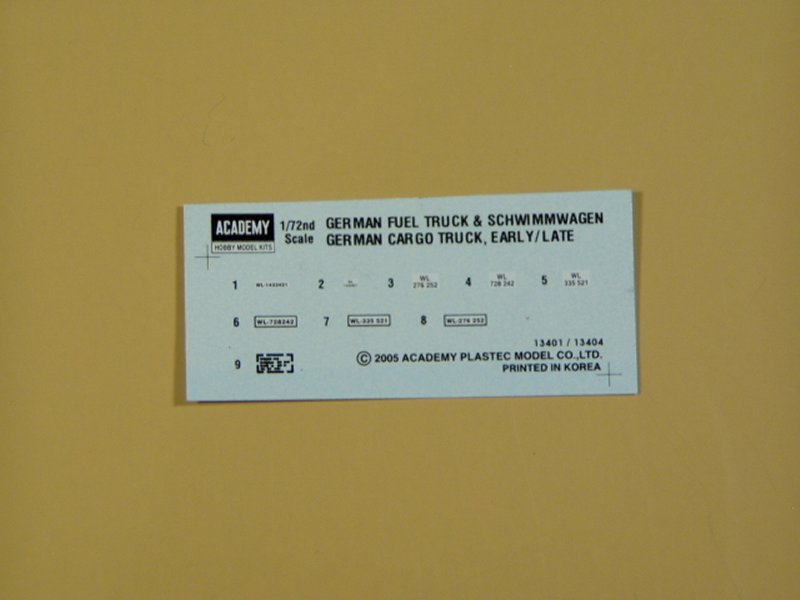 ACADEMY
HOBBY MODEL KITS
1/72nd
Scale
GERMAN FUEL TRUCK & SCHWIMMWAGEN
GERMAN CARGO TRUCK, EARLY/LATE
1 2 3 WL 276 252 4 WL 728 242 5 WL 335 521
6 WL-728242 7 WL-335 521 8 WL-276 252
13401 / 13404
9
© 2005 ACADEMY PLASTEC MODEL CO.,LTD.
PRINTED IN KOREA